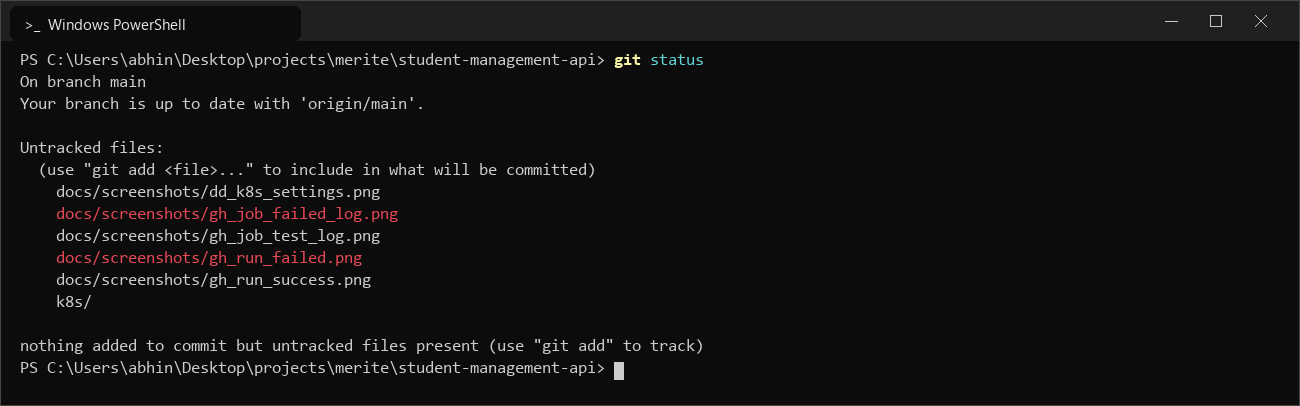 >_ Windows PowerShell
PS C:\Users\abhin\Desktop\projects\merite\student-management-api> git status
On branch main
Your branch is up to date with 'origin/main'.
Untracked files:
(use "git add <file>..." to include in what will be committed)
docs/screenshots/dd_k8s_settings.png
docs/screenshots/gh_job_failed_log.png
docs/screenshots/gh_job_test_log.png
docs/screenshots/gh_run_failed.png
docs/screenshots/gh_run_success.png
k8s/
nothing added to commit but untracked files present (use "git add" to track)
PS C:\Users\abhin\Desktop\projects\merite\student-management-api>